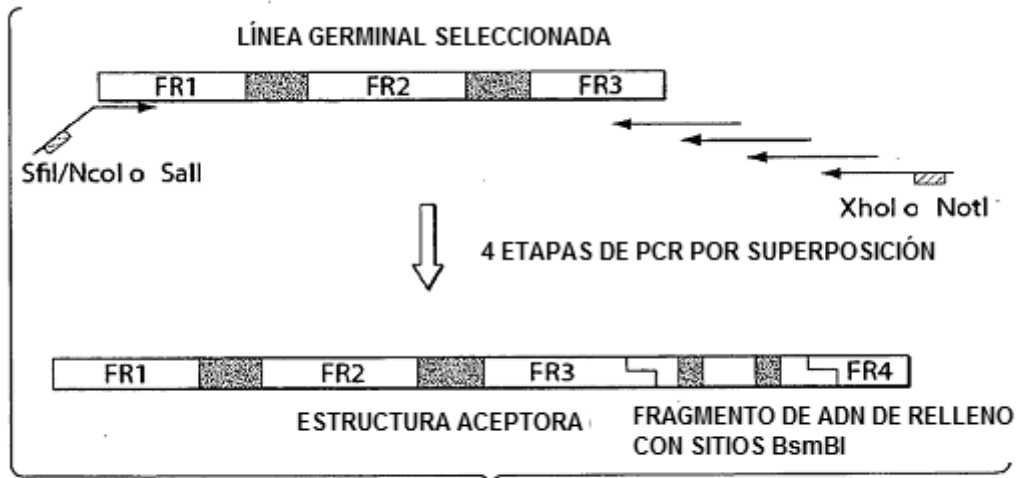 LÍNEA GERMINAL SELECCIONADA
FR1 FR2 FR3
SfiI/NcoI o SalI
XhoI o NotI
4 ETAPAS DE PCR POR SUPERPOSICIÓN
FR1 FR2 FR3 FR4
ESTRUCTURA ACEPTORA
FRAGMENTO DE ADN DE RELLENO
CON SITIOS BsmBI